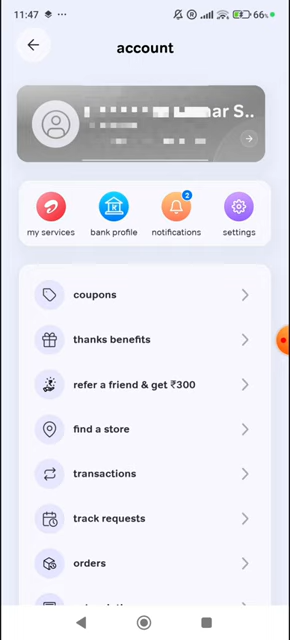 11:47 66%
account
ar S..
my services
bank profile
2
notifications
settings
coupons
thanks benefits
refer a friend & get ₹300
find a store
transactions
track requests
orders